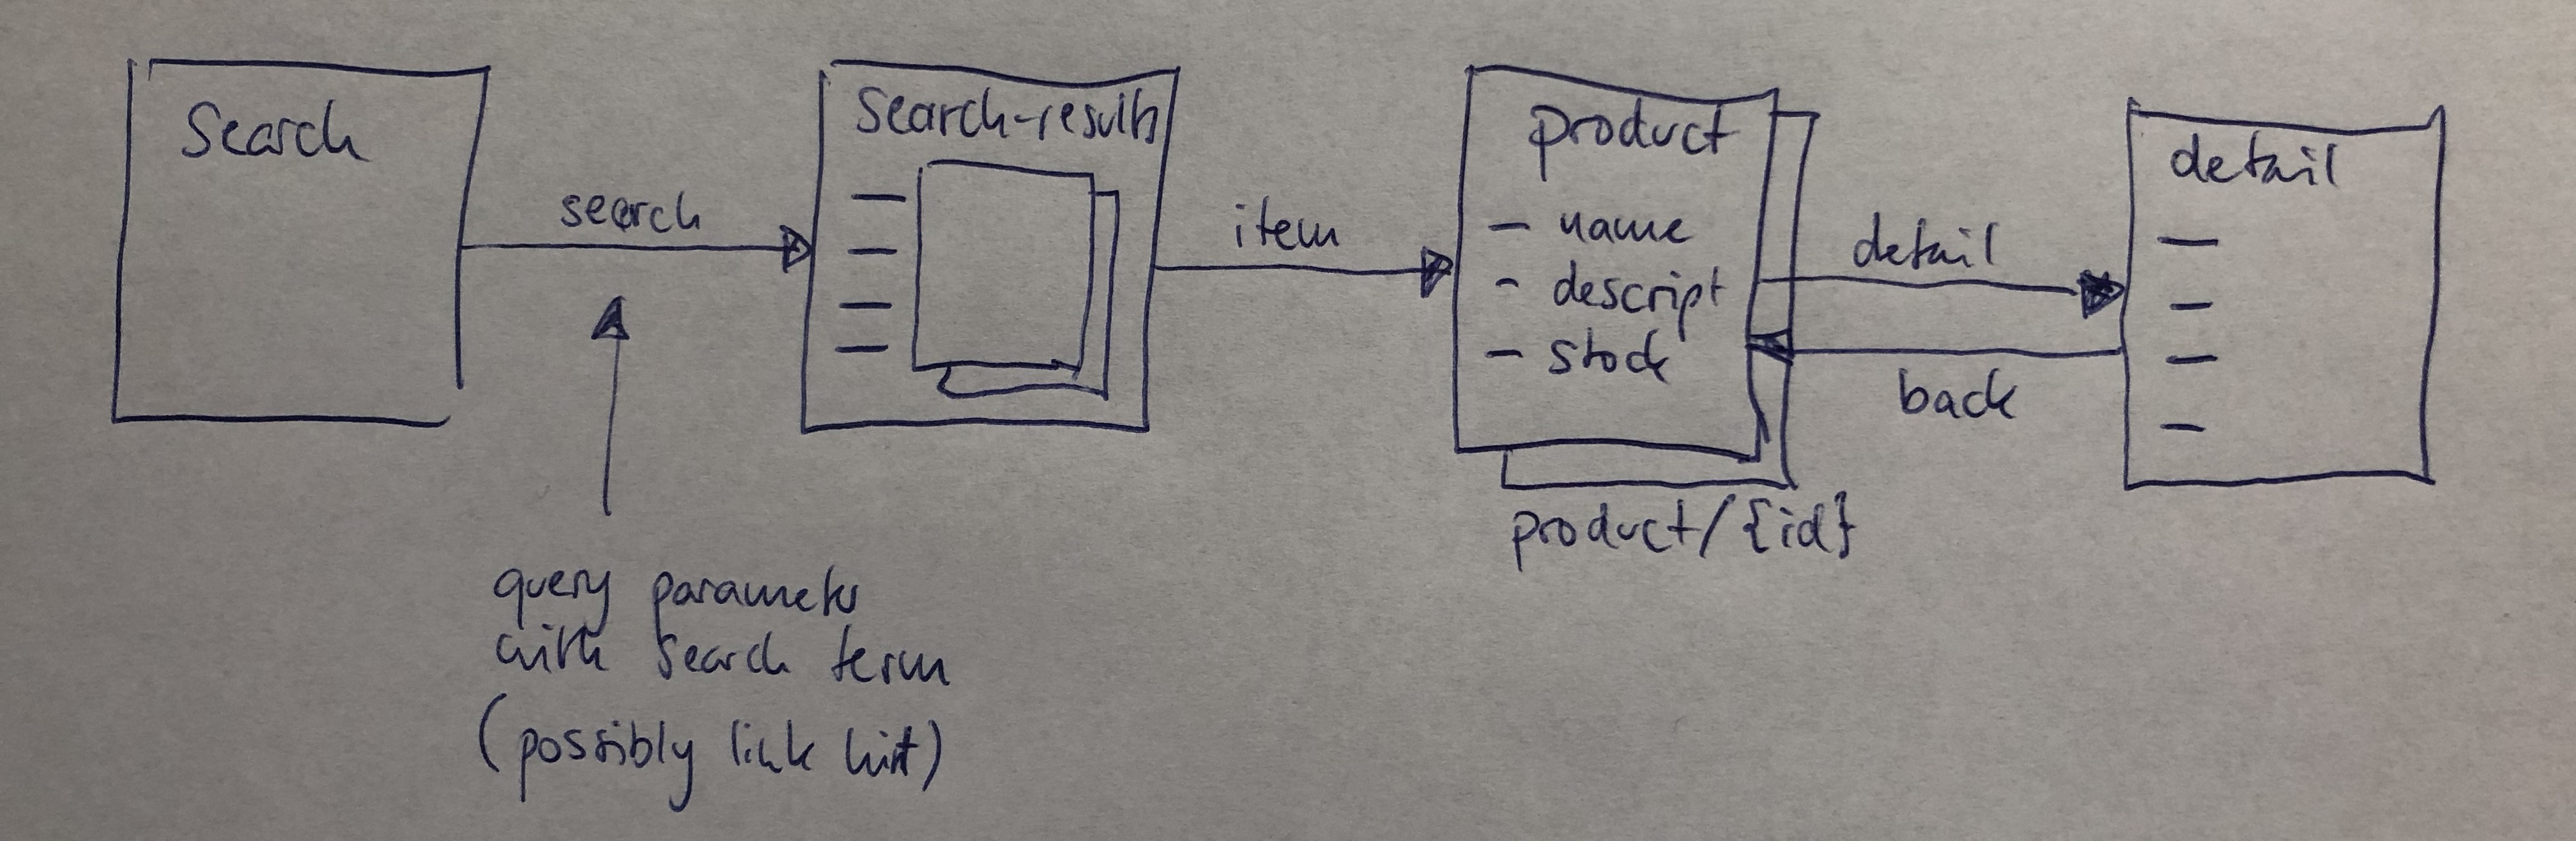 Search
search
query parameter
with search term
(possibly link hint)
Search-results
item
product
- name
- descript
- stock
product/{id}
detail
back
detail